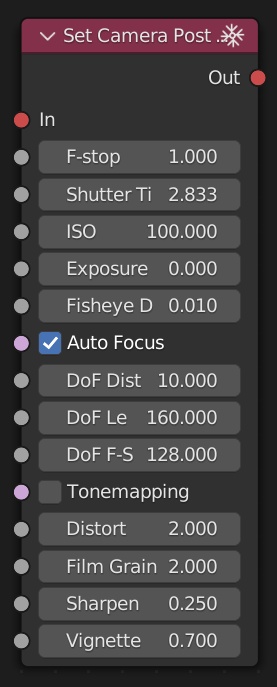 Set Camera Post ..
Out
In
F-stop 1.000
Shutter Ti 2.833
ISO 100.000
Exposure 0.000
Fisheye D 0.010
Auto Focus
DoF Dist 10.000
DoF Le 160.000
DoF F-S 128.000
Tonemapping
Distort 2.000
Film Grain 2.000
Sharpen 0.250
Vignette 0.700